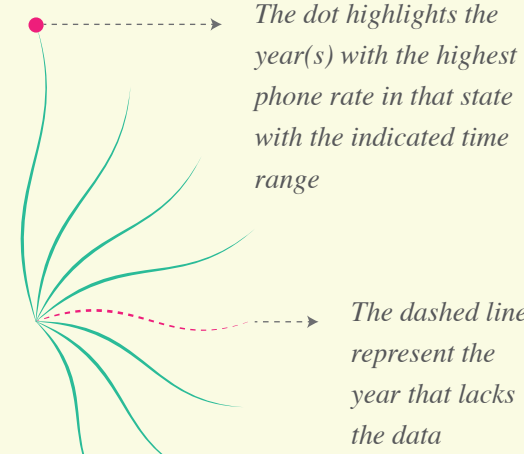 The dot highlights the
year(s) with the highest
phone rate in that state
with the indicated time
range
The dashed line
represent the
year that lacks
the data